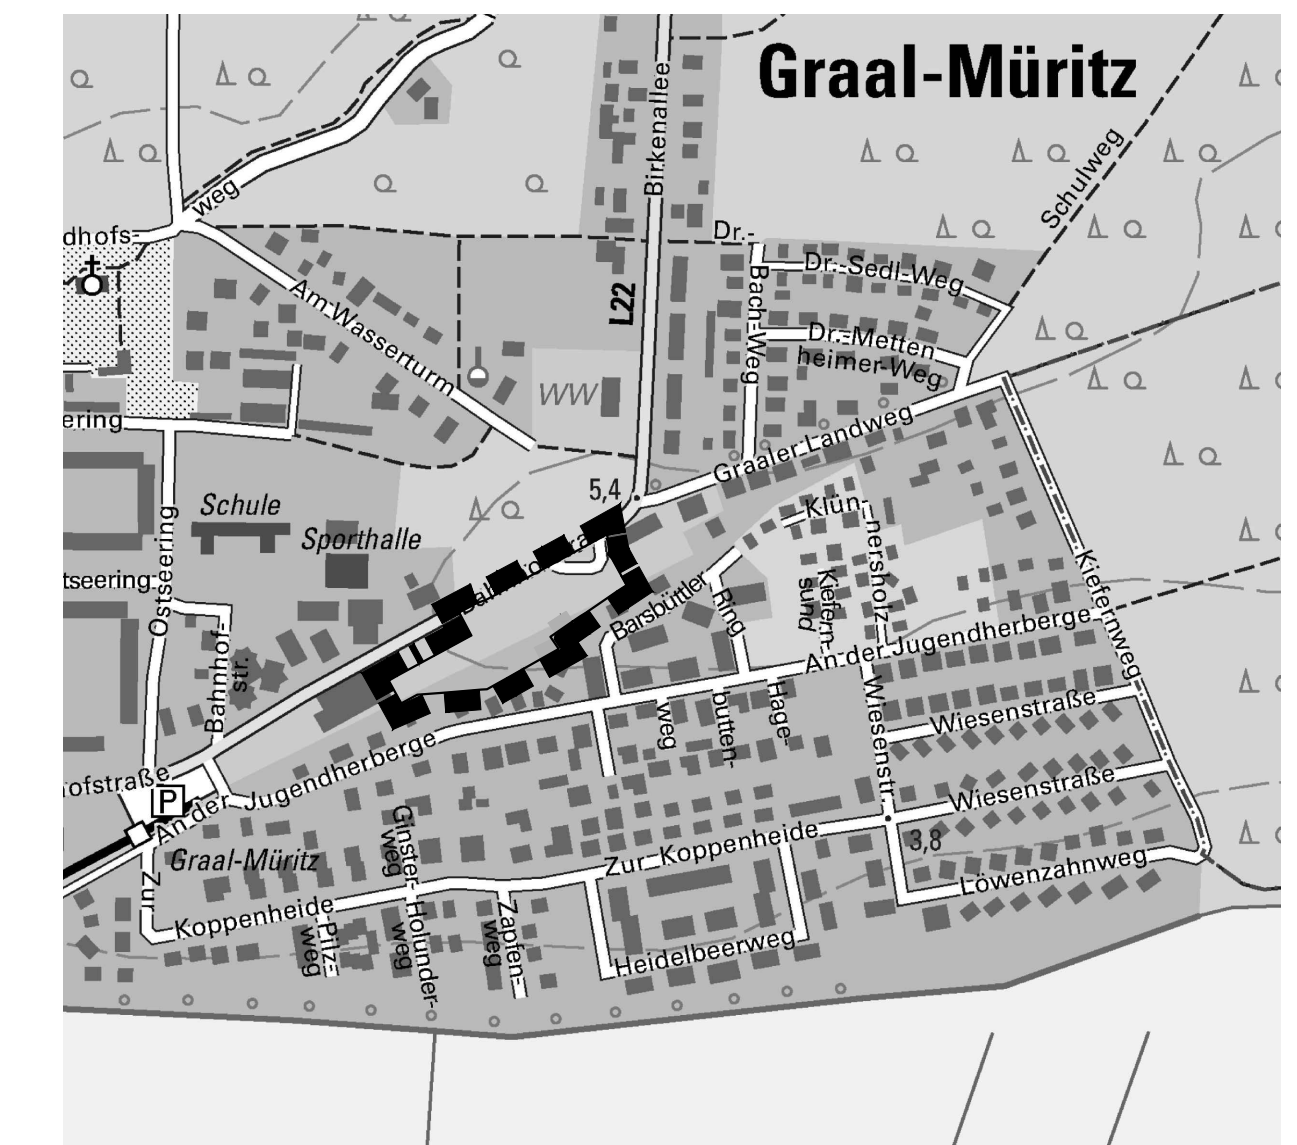 Graal-Müritz
Birkenallee
Schulweg
weg
dhofs-
Dr.-
Bach-Weg
Dr.-Sedl-Weg
Dr.-Metten
heimer-Weg
L22
Am Wasserturm
WW
ering
Graaler Landweg
5,4
Schule
Sporthalle
Ostseering
tseering
Klün-
nersholz
Kiefern-
sund
Kiefernweg
Barsbüttler
Ring
An der Jugendherberge
Bahnhof-
str.
Hage-
butten-
weg
Wiesenstr.
Wiesenstraße
Wiesenstraße
An der Jugendherberge
hofstraße
P
Graal-Müritz
Ginster-
weg
Zur Koppenheide
3,8
Löwenzahnweg
Zur
Koppenheide
Pilz-
weg
Holunder-
weg
Zapfen-
weg
Heidelbeerweg